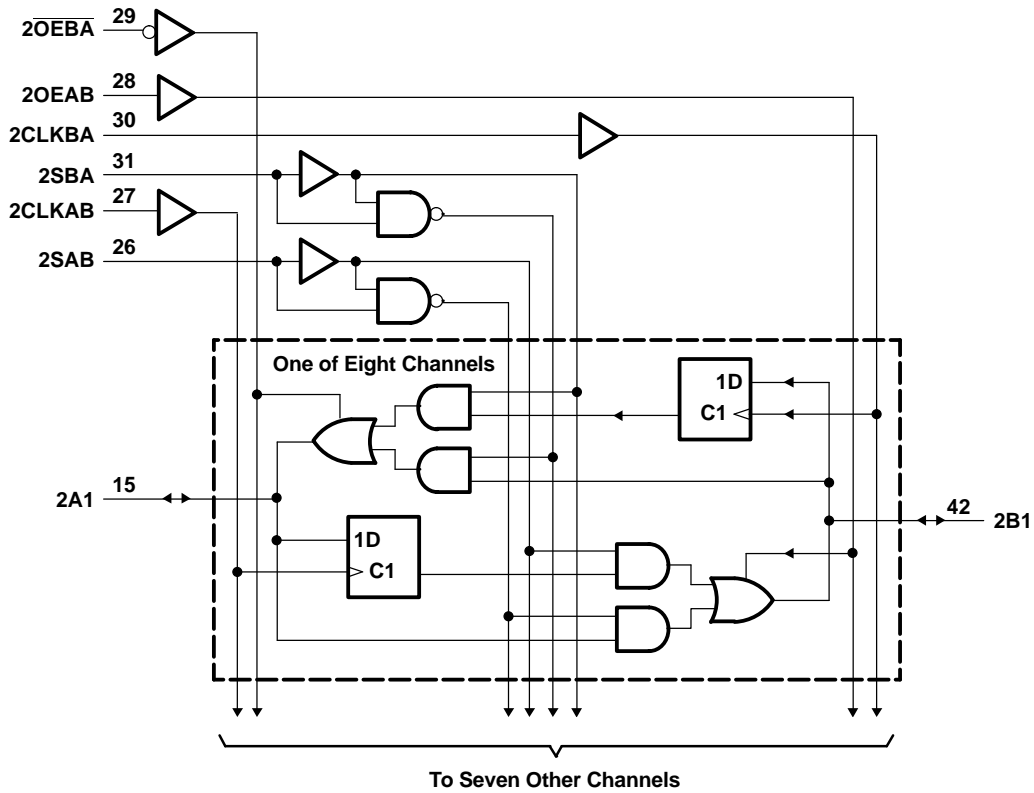 2O̅E̅B̅A̅ 29
2OEAB 28
2CLKBA 30
2SBA 31
2CLKAB 27
2SAB 26
One of Eight Channels
1D
C1
2A1 15
42 2B1
1D
C1
To Seven Other Channels